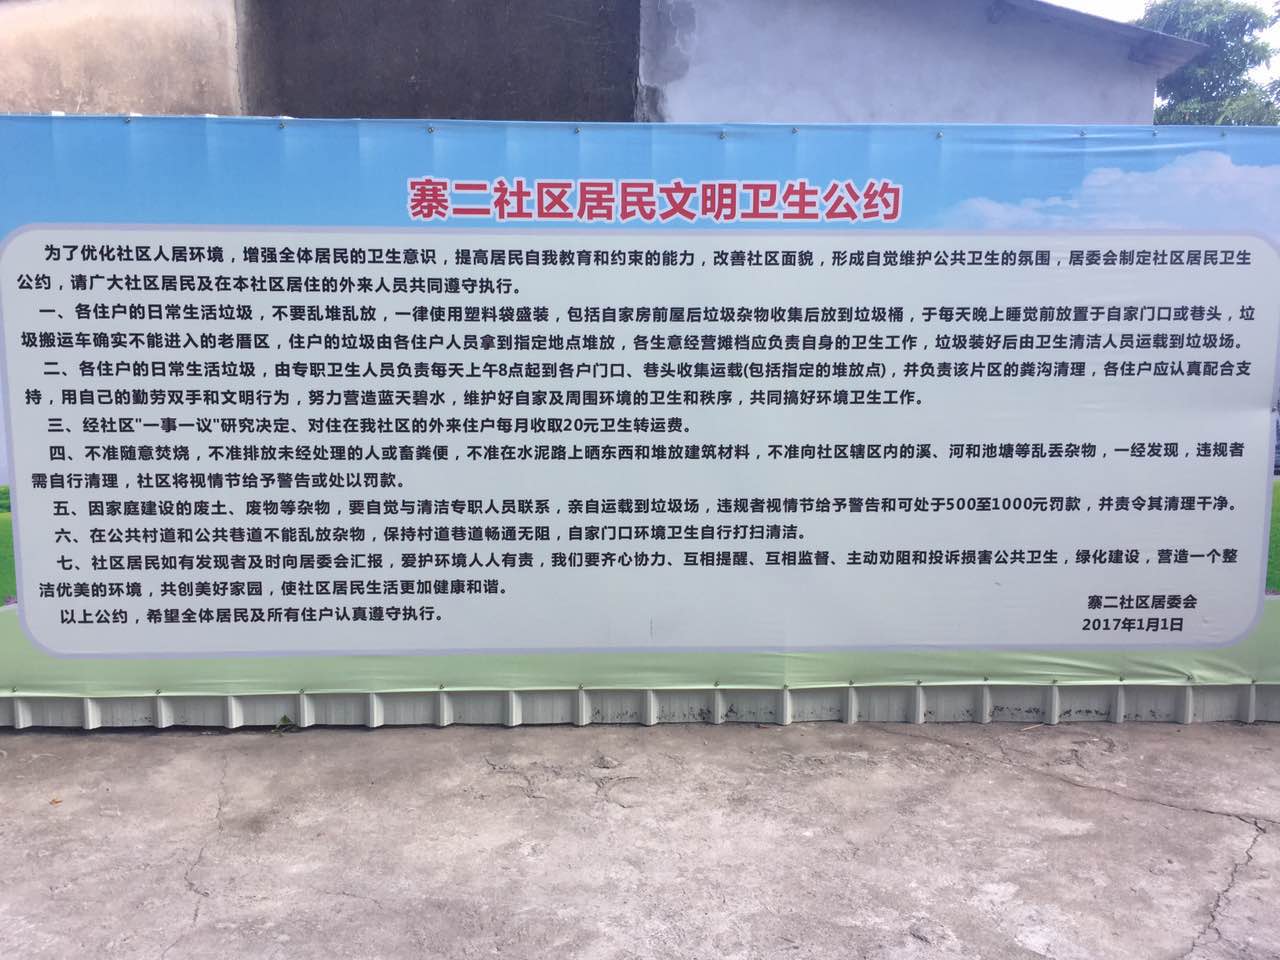 寨二社区居民文明卫生公约
为了优化社区人居环境，增强全体居民的卫生意识，提高居民自我教育和约束的能力，改善社区面貌，形成自觉维护公共卫生的氛围，居委会制定社区居民卫生
公约，请广大社区居民及在本社区居住的外来人员共同遵守执行。
一、各住户的日常生活垃圾，不要乱堆乱放，一律使用塑料袋盛装，包括自家房前屋后垃圾杂物收集后放到垃圾桶，于每天晚上睡觉前放置于自家门口或巷头，垃
圾搬运车确实不能进入的老厝区，住户的垃圾由各住户人员拿到指定地点堆放，各生意经营摊档应负责自身的卫生工作，垃圾装好后由卫生清洁人员运载到垃圾场。
二、各住户的日常生活垃圾，由专职卫生人员负责每天上午8点起到各户门口、巷头收集运载(包括指定的堆放点)，并负责该片区的粪沟清理，各住户应认真配合支
持，用自己的勤劳双手和文明行为，努力营造蓝天碧水，维护好自家及周围环境的卫生和秩序，共同搞好环境卫生工作。
三、经社区"一事一议"研究决定、对住在我社区的外来住户每月收取20元卫生转运费。
四、不准随意焚烧，不准排放未经处理的人或畜粪便，不准在水泥路上晒东西和堆放建筑材料，不准向社区辖区内的溪、河和池塘等乱丢杂物，一经发现，违规者
需自行清理，社区将视情节给予警告或处以罚款。
五、因家庭建设的废土、废物等杂物，要自觉与清洁专职人员联系，亲自运载到垃圾场，违规者视情节给予警告和可处于500至1000元罚款，并责令其清理干净。
六、在公共村道和公共巷道不能乱放杂物，保持村道巷道畅通无阻，自家门口环境卫生自行打扫清洁。
七、社区居民如有发现者及时向居委会汇报，爱护环境人人有责，我们要齐心协力、互相提醒、互相监督、主动劝阻和投诉损害公共卫生，绿化建设，营造一个整
洁优美的环境，共创美好家园，使社区居民生活更加健康和谐。
以上公约，希望全体居民及所有住户认真遵守执行。
寨二社区居委会
2017年1月1日